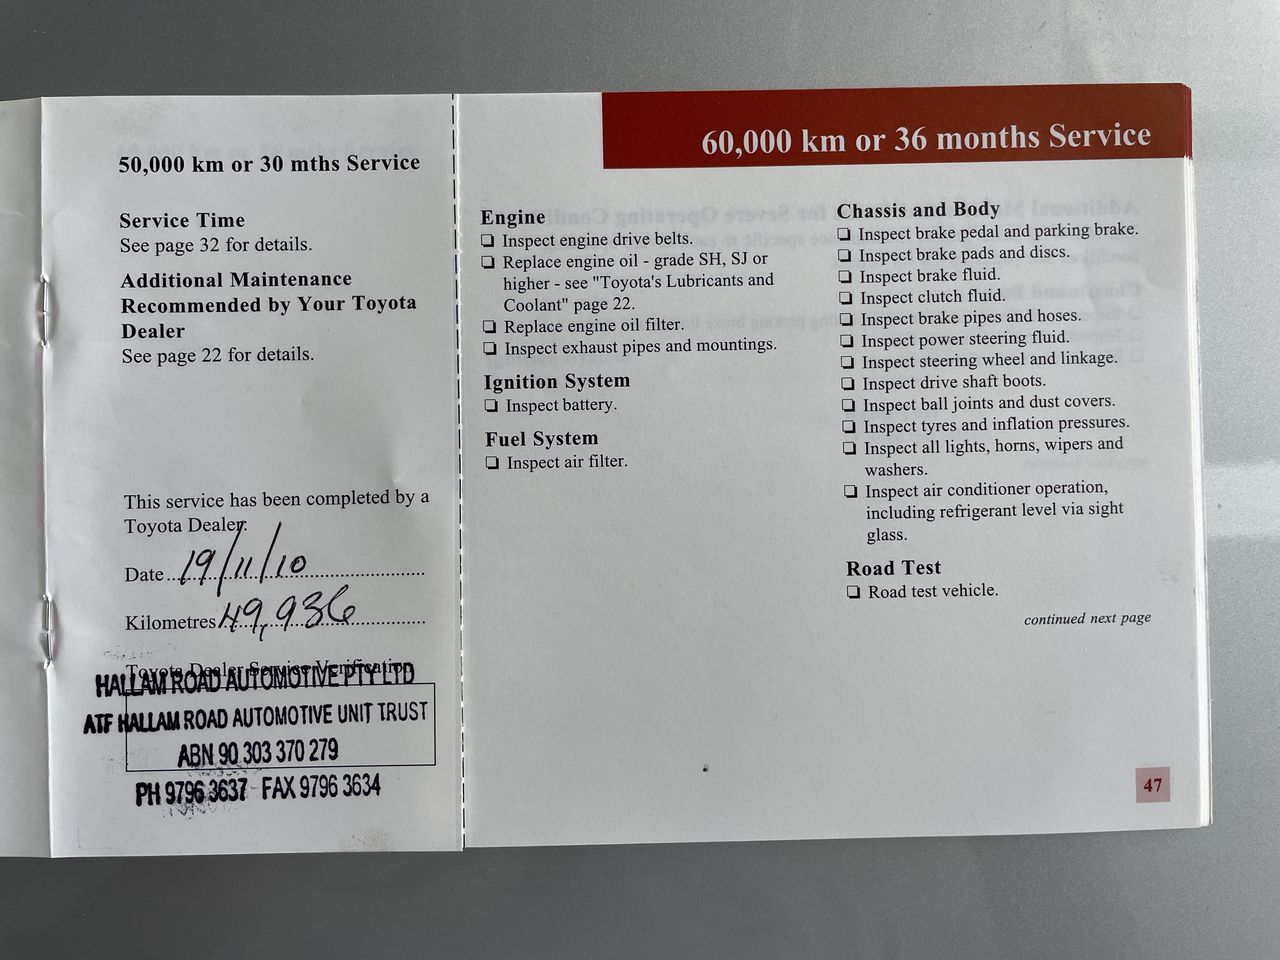 50,000 km or 30 mths Service
Service Time
See page 32 for details.
Additional Maintenance
Recommended by Your Toyota
Dealer
See page 22 for details.
This service has been completed by a
Toyota Dealer:
Date 19/11/10
Kilometres 49,936
Toyota Dealer Service Verification
HALLAM ROAD AUTOMOTIVE PTY LTD
ATF HALLAM ROAD AUTOMOTIVE UNIT TRUST
ABN 90 303 370 279
PH 9796 3637 FAX 9796 3634
60,000 km or 36 months Service
Engine
❏ Inspect engine drive belts.
❏ Replace engine oil - grade SH, SJ or
higher - see "Toyota's Lubricants and
Coolant" page 22.
❏ Replace engine oil filter.
❏ Inspect exhaust pipes and mountings.
Ignition System
❏ Inspect battery.
Fuel System
❏ Inspect air filter.
Chassis and Body
❏ Inspect brake pedal and parking brake.
❏ Inspect brake pads and discs.
❏ Inspect brake fluid.
❏ Inspect clutch fluid.
❏ Inspect brake pipes and hoses.
❏ Inspect power steering fluid.
❏ Inspect steering wheel and linkage.
❏ Inspect drive shaft boots.
❏ Inspect ball joints and dust covers.
❏ Inspect tyres and inflation pressures.
❏ Inspect all lights, horns, wipers and
washers.
❏ Inspect air conditioner operation,
including refrigerant level via sight
glass.
Road Test
❏ Road test vehicle.
continued next page
47